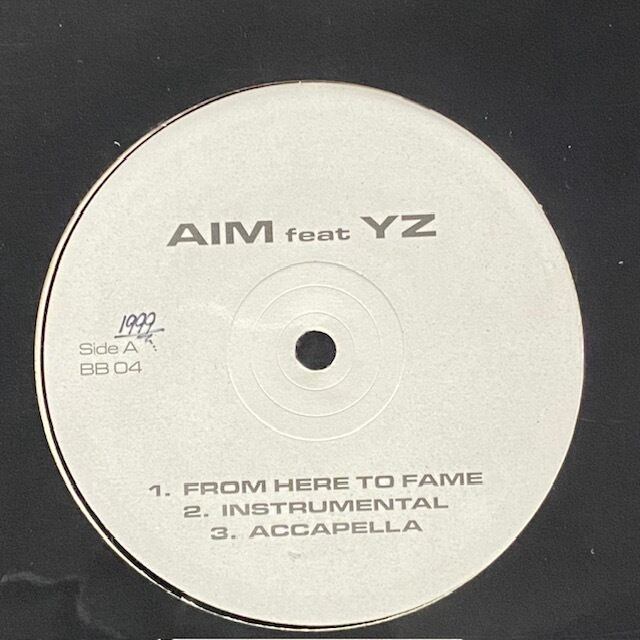 AIM feat YZ
1999
Side A
BB 04
1. FROM HERE TO FAME
2. INSTRUMENTAL
3. ACCAPELLA